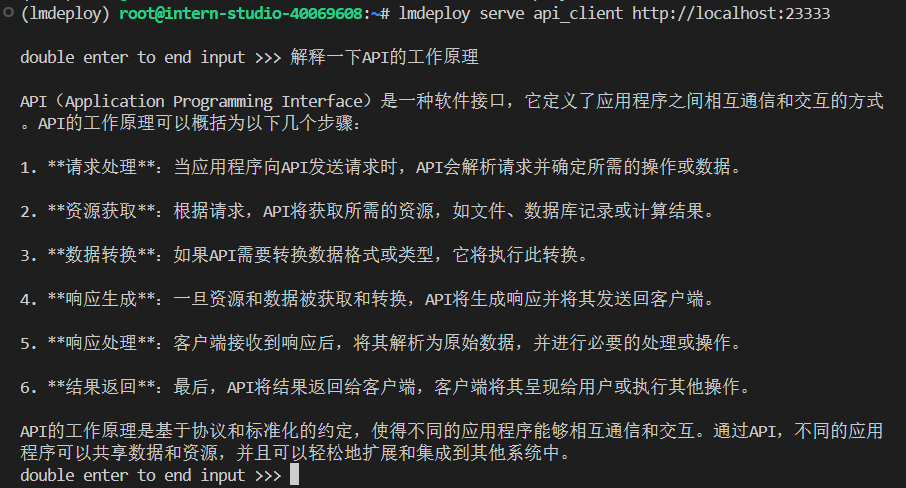 (lmdeploy) root@intern-studio-40069608:~# lmdeploy serve api_client http://localhost:23333
double enter to end input >>> 解释一下API的工作原理
API（Application Programming Interface）是一种软件接口，它定义了应用程序之间相互通信和交互的方式
。API的工作原理可以概括为以下几个步骤：
1. **请求处理**：当应用程序向API发送请求时，API会解析请求并确定所需的操作或数据。
2. **资源获取**：根据请求，API将获取所需的资源，如文件、数据库记录或计算结果。
3. **数据转换**：如果API需要转换数据格式或类型，它将执行此转换。
4. **响应生成**：一旦资源和数据被获取和转换，API将生成响应并将其发送回客户端。
5. **响应处理**：客户端接收到响应后，将其解析为原始数据，并进行必要的处理或操作。
6. **结果返回**：最后，API将结果返回给客户端，客户端将其呈现给用户或执行其他操作。
API的工作原理是基于协议和标准化的约定，使得不同的应用程序能够相互通信和交互。通过API，不同的应用
程序可以共享数据和资源，并且可以轻松地扩展和集成到其他系统中。
double enter to end input >>>